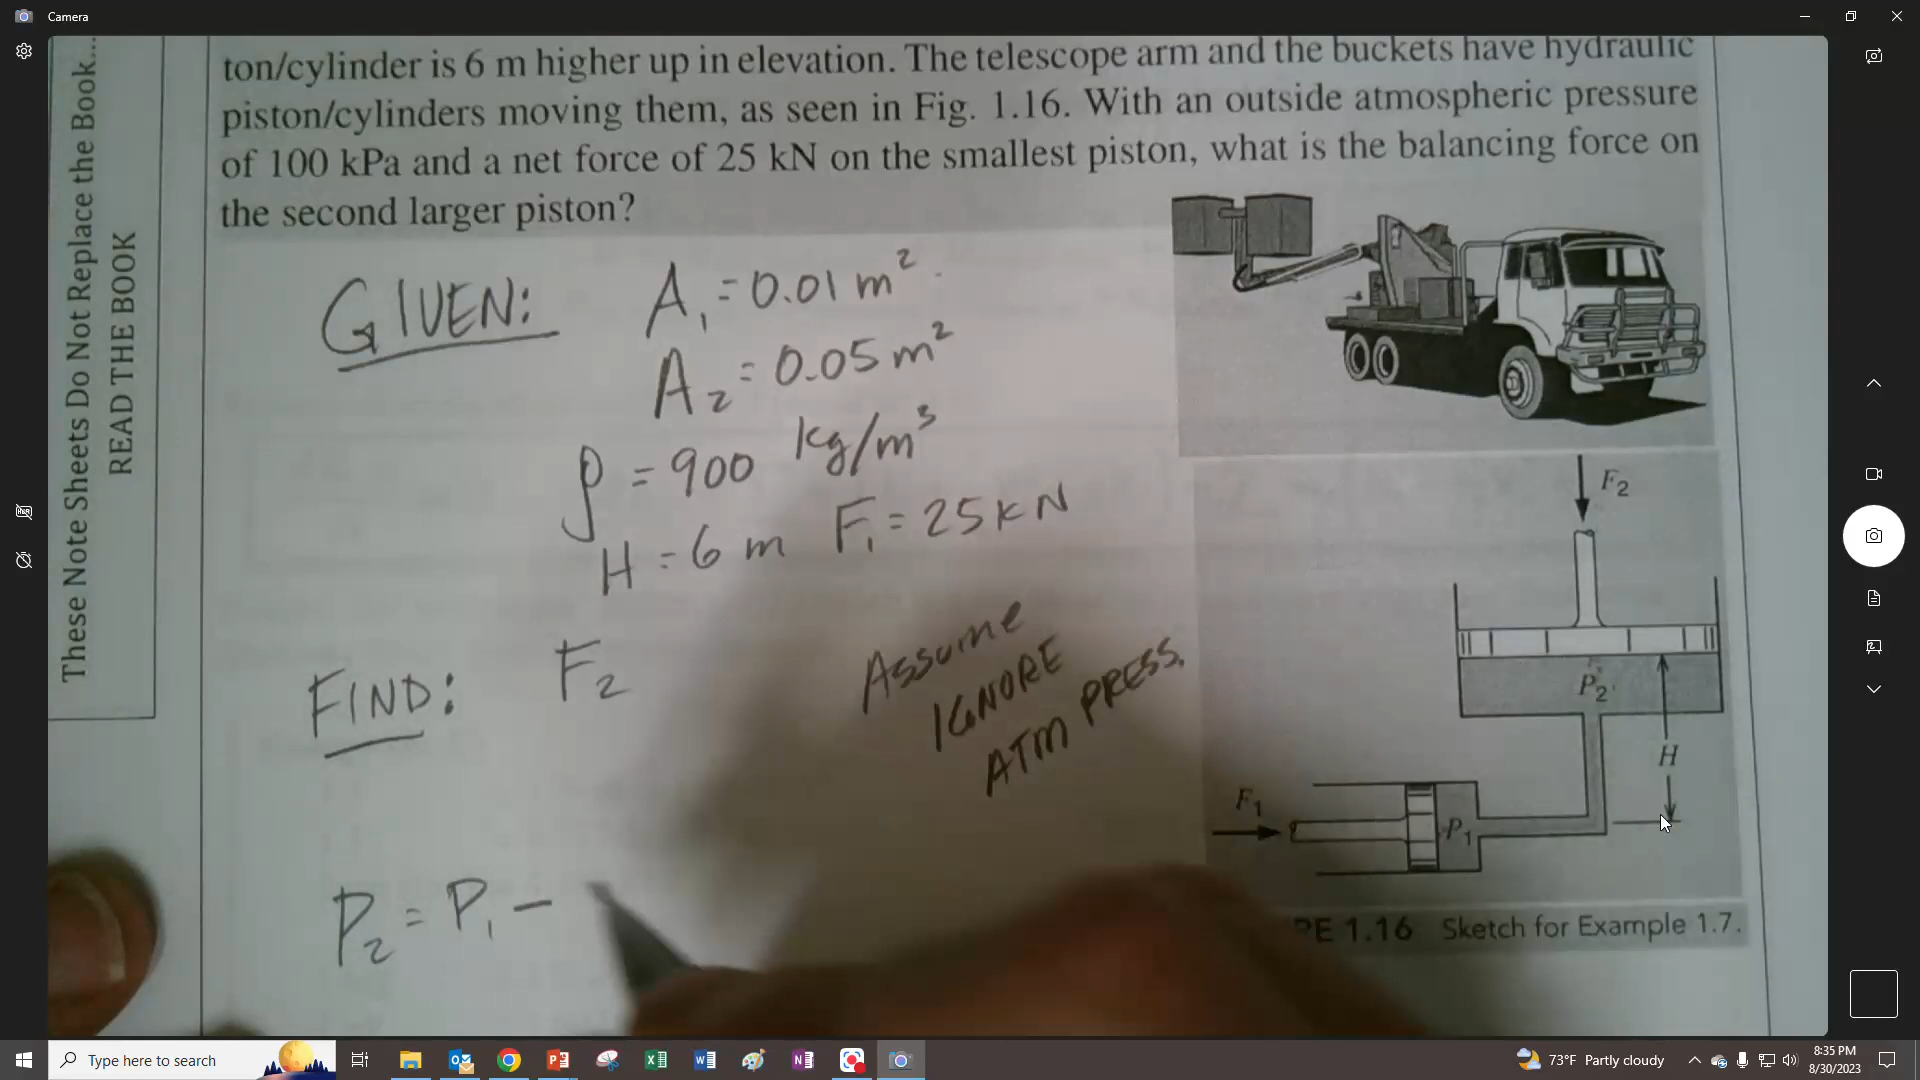 Camera
ton/cylinder is 6 m higher up in elevation. The telescope arm and the buckets have hydraulic
piston/cylinders moving them, as seen in Fig. 1.16. With an outside atmospheric pressure
of 100 kPa and a net force of 25 kN on the smallest piston, what is the balancing force on
the second larger piston?
These Note Sheets Do Not Replace the Book...
READ THE BOOK
GIVEN:
A₁ = 0.01 m²
A₂ = 0.05 m²
ρ = 900 kg/m³
H = 6 m F₁ = 25 KN
FIND: F₂
ASSUME
IGNORE
ATM PRESS.
P₂ = P₁ −
F₂
P₂
H
F₁
P₁
RE 1.16 Sketch for Example 1.7.
Type here to search
73°F Partly cloudy
8:35 PM
8/30/2023